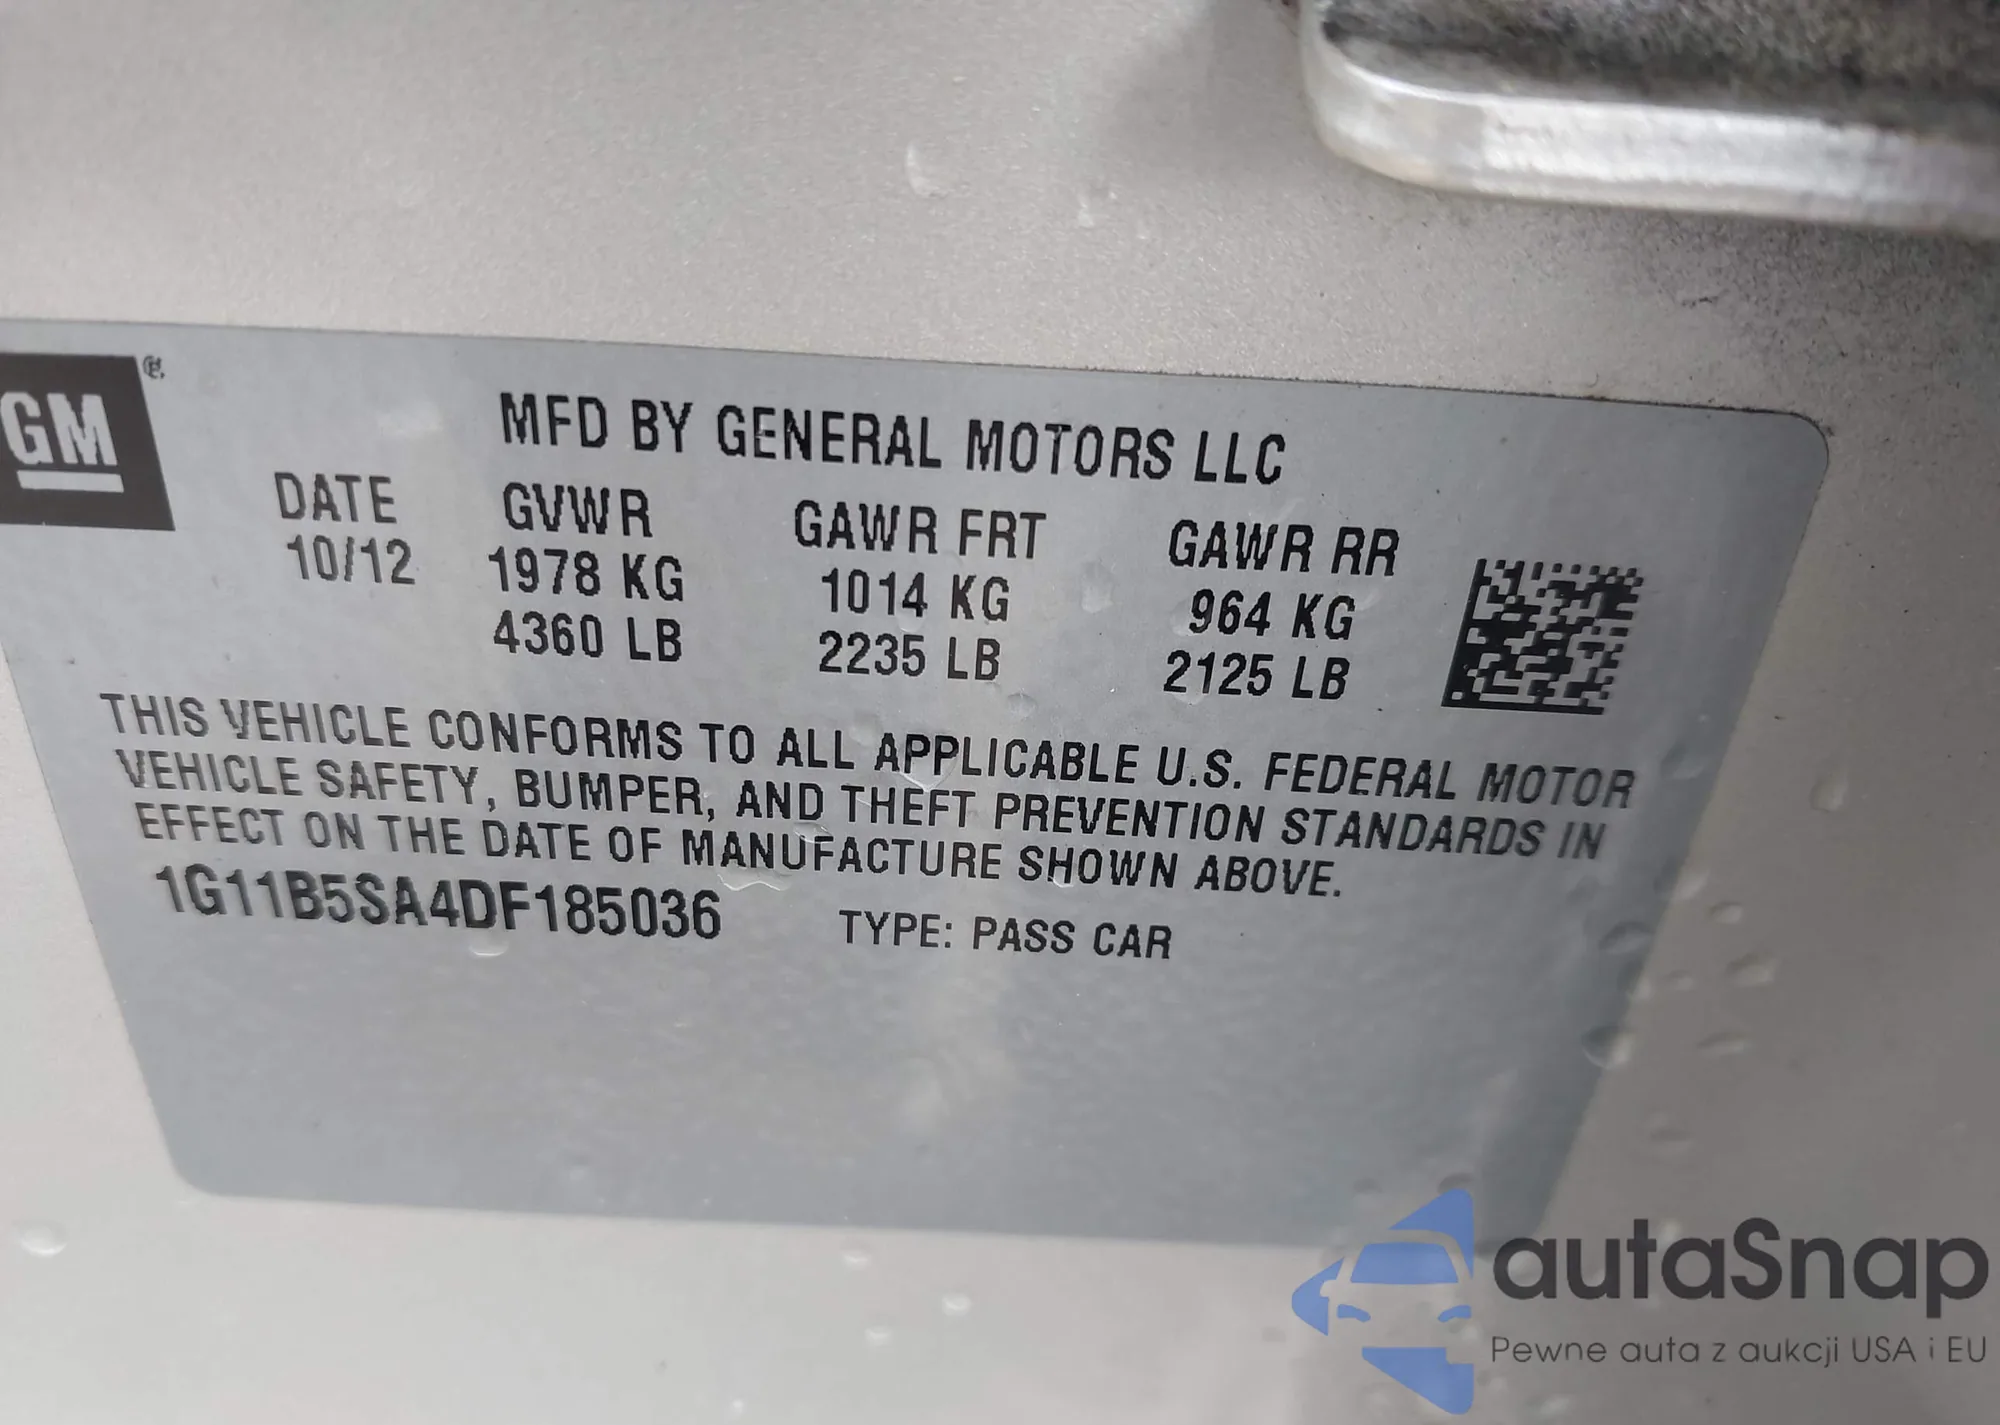 GM
MFD BY GENERAL MOTORS LLC
DATE GVWR GAWR FRT GAWR RR
10/12 1978 KG 1014 KG 964 KG
4360 LB 2235 LB 2125 LB
THIS VEHICLE CONFORMS TO ALL APPLICABLE U.S. FEDERAL MOTOR
VEHICLE SAFETY, BUMPER, AND THEFT PREVENTION STANDARDS IN
EFFECT ON THE DATE OF MANUFACTURE SHOWN ABOVE.
1G11B5SA4DF185036 TYPE: PASS CAR
autaSnap
Pewne auta z aukcji USA i EU